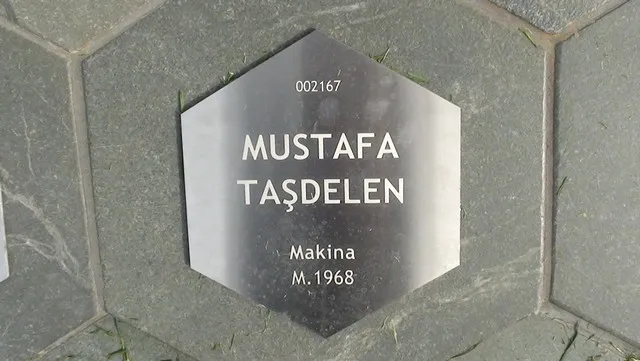 002167
MUSTAFA
TAŞDELEN
Makina
M.1968